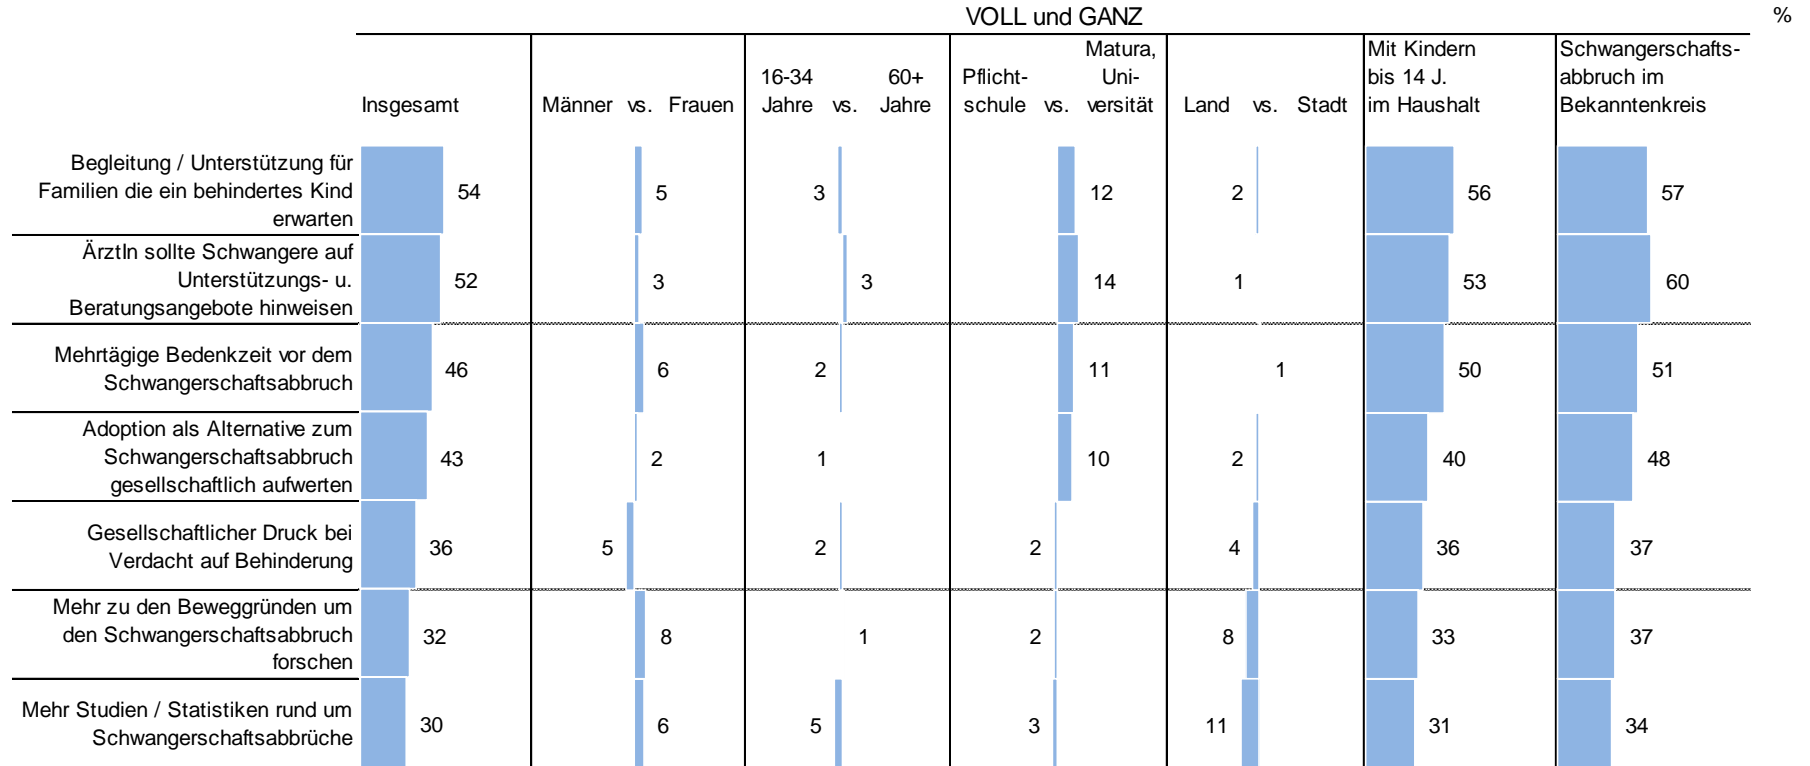 VOLL und GANZ
%
Insgesamt
Männer vs. Frauen
16-34 Jahre vs. 60+ Jahre
Pflicht-
schule vs. Matura,
Uni-
versität
Land vs. Stadt
Mit Kindern
bis 14 J.
im Haushalt
Schwangerschafts-
abbruch im
Bekanntenkreis
Begleitung / Unterstützung für
Familien die ein behindertes Kind
erwarten
54 5 3 12 2 56 57
ÄrztIn sollte Schwangere auf
Unterstützungs- u.
Beratungsangebote hinweisen
52 3 3 14 1 53 60
Mehrtägige Bedenkzeit vor dem
Schwangerschaftsabbruch
46 6 2 11 1 50 51
Adoption als Alternative zum
Schwangerschaftsabbruch
gesellschaftlich aufwerten
43 2 1 10 2 40 48
Gesellschaftlicher Druck bei
Verdacht auf Behinderung
36 5 2 2 4 36 37
Mehr zu den Beweggründen um
den Schwangerschaftsabbruch
forschen
32 8 1 2 8 33 37
Mehr Studien / Statistiken rund um
Schwangerschaftsabbrüche
30 6 5 3 11 31 34